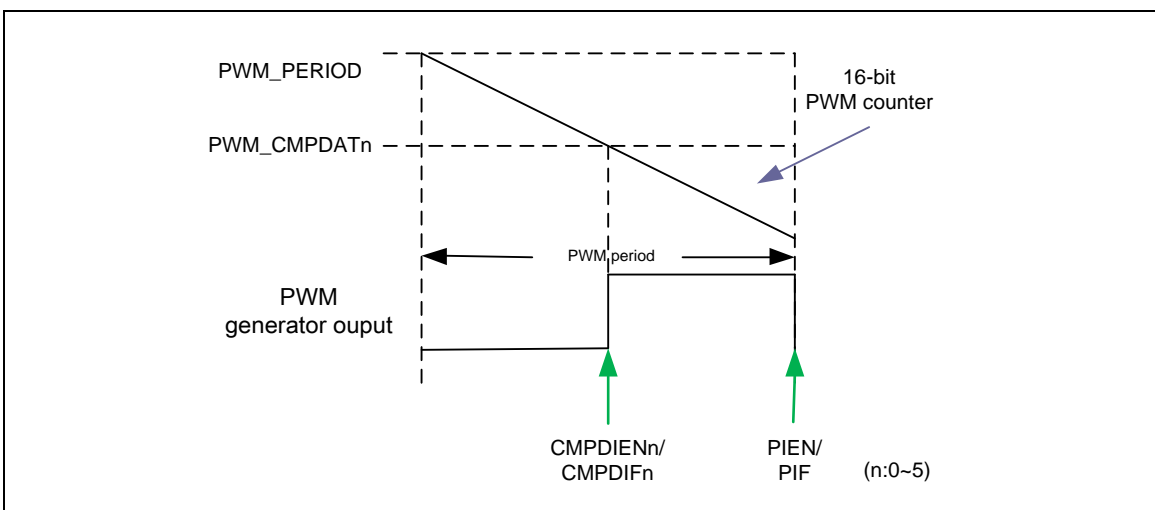 PWM_PERIOD
16-bit
PWM counter
PWM_CMPDATn
PWM period
PWM
generator ouput
CMPDIENn/
CMPDIFn
PIEN/
PIF
(n:0~5)